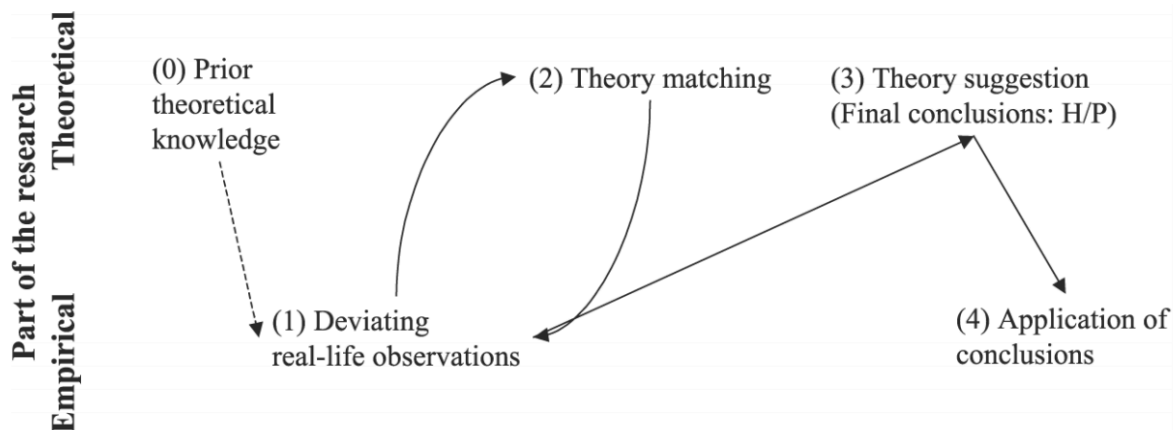 Part of the research
Theoretical
Empirical
(0) Prior
theoretical
knowledge
(2) Theory matching
(3) Theory suggestion
(Final conclusions: H/P)
(1) Deviating
real-life observations
(4) Application of
conclusions